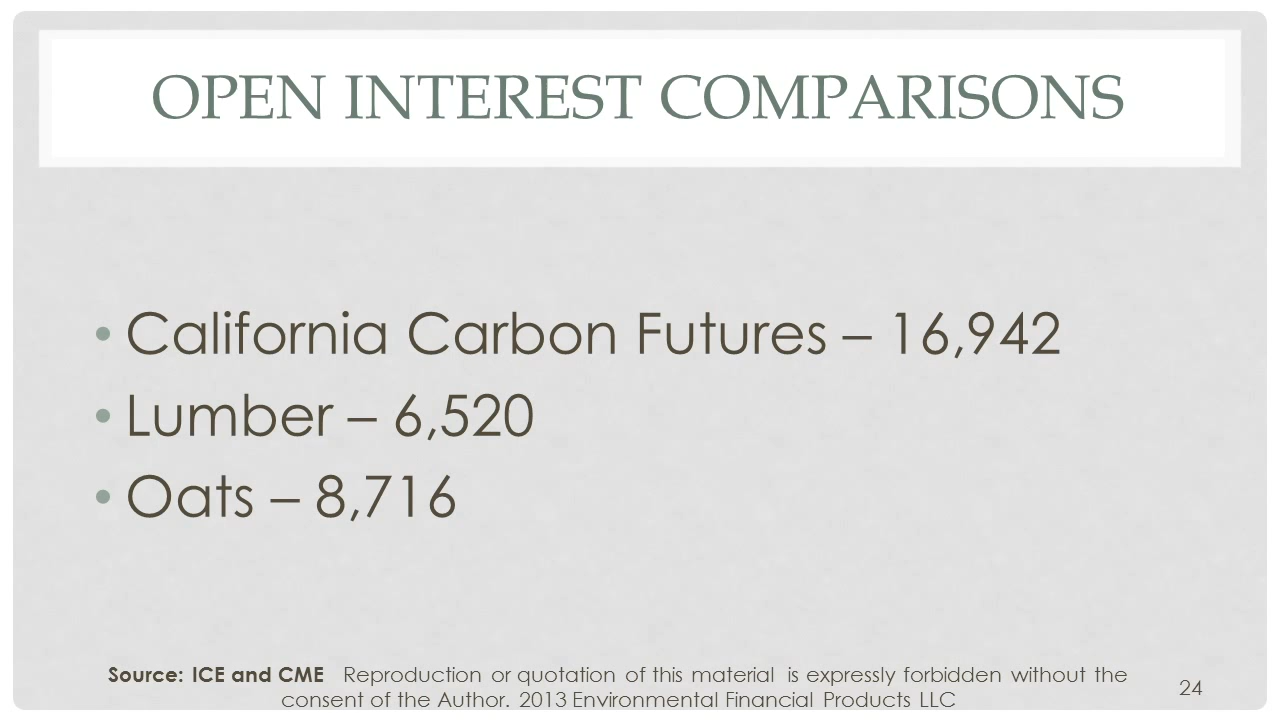 OPEN INTEREST COMPARISONS
• California Carbon Futures – 16,942
• Lumber – 6,520
• Oats – 8,716
Source: ICE and CME Reproduction or quotation of this material is expressly forbidden without the
consent of the Author. 2013 Environmental Financial Products LLC
24